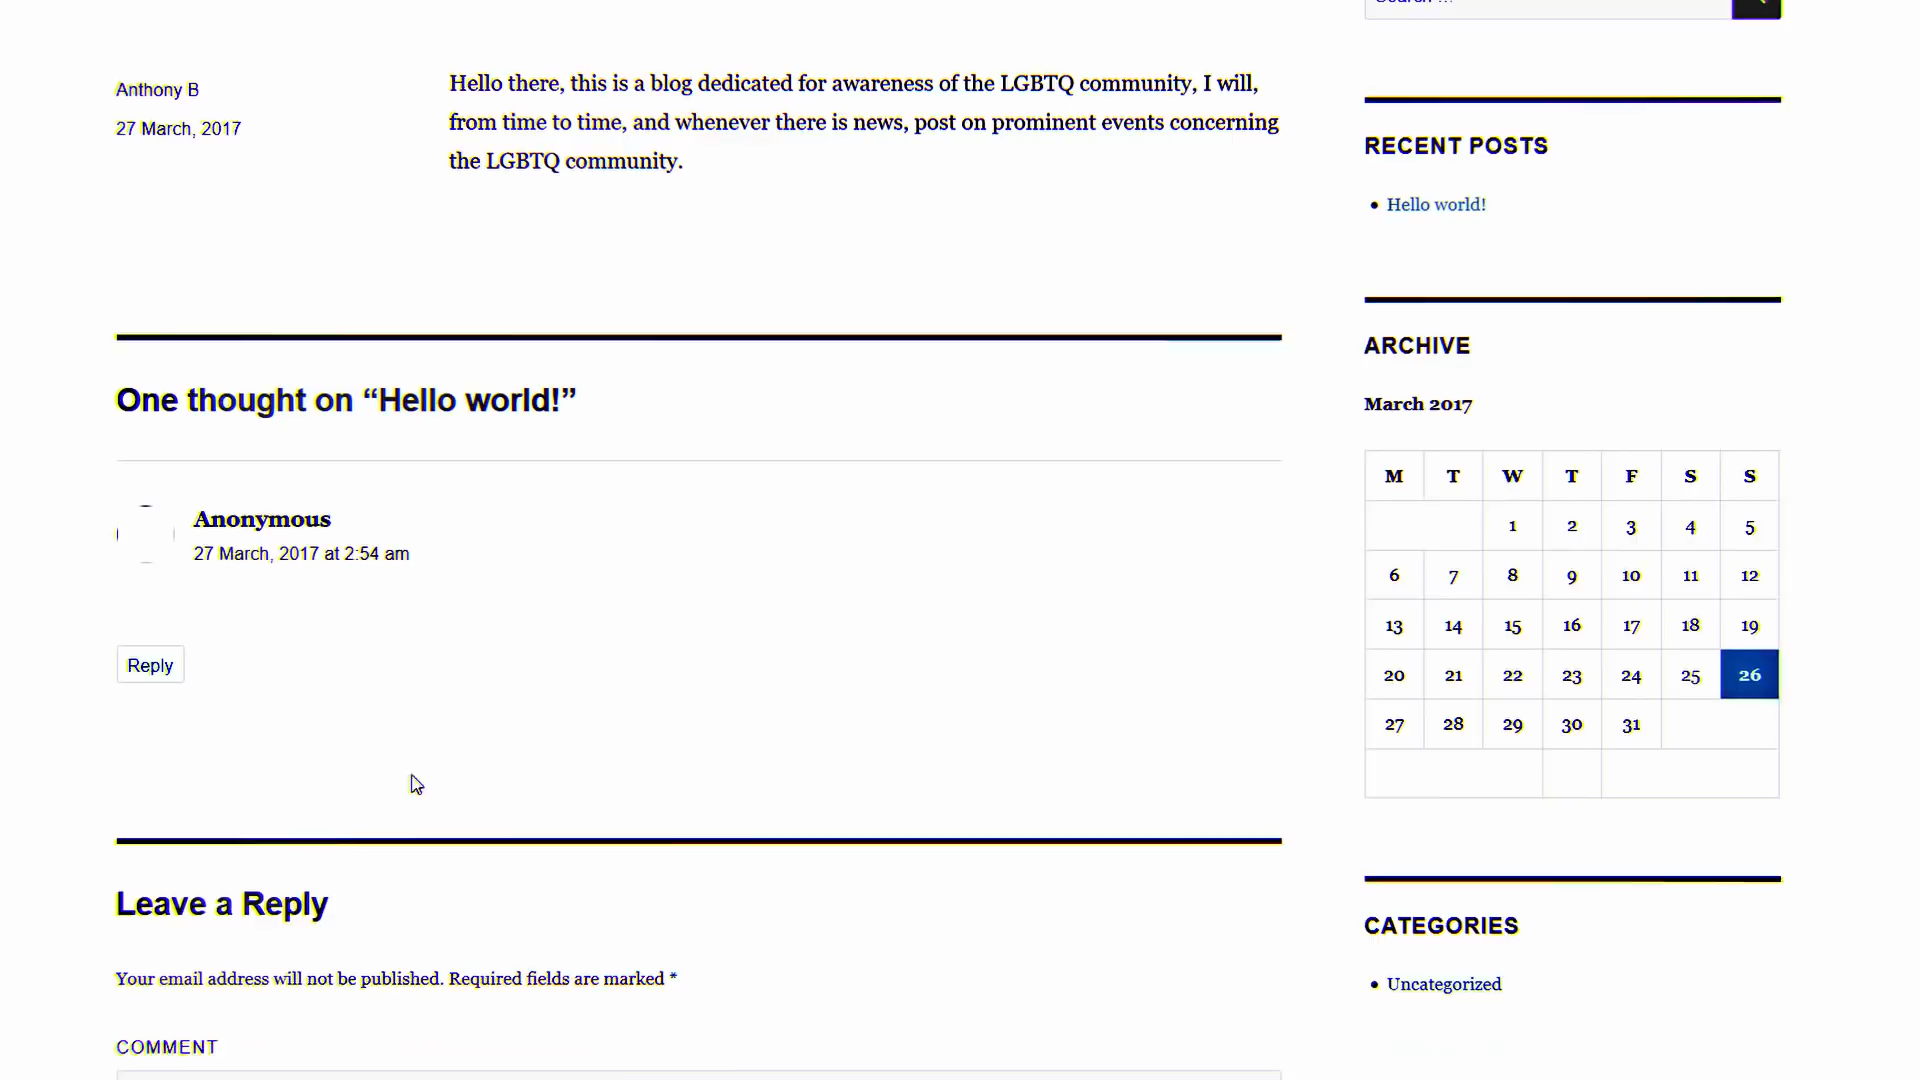 Anthony B
27 March, 2017
Hello there, this is a blog dedicated for awareness of the LGBTQ community, I will,
from time to time, and whenever there is news, post on prominent events concerning
the LGBTQ community.
One thought on “Hello world!”
Anonymous
27 March, 2017 at 2:54 am
Reply
Leave a Reply
Your email address will not be published. Required fields are marked *
COMMENT
Search ...
RECENT POSTS
Hello world!
ARCHIVE
March 2017
M T W T F S S
1 2 3 4 5
6 7 8 9 10 11 12
13 14 15 16 17 18 19
20 21 22 23 24 25 26
27 28 29 30 31
CATEGORIES
Uncategorized